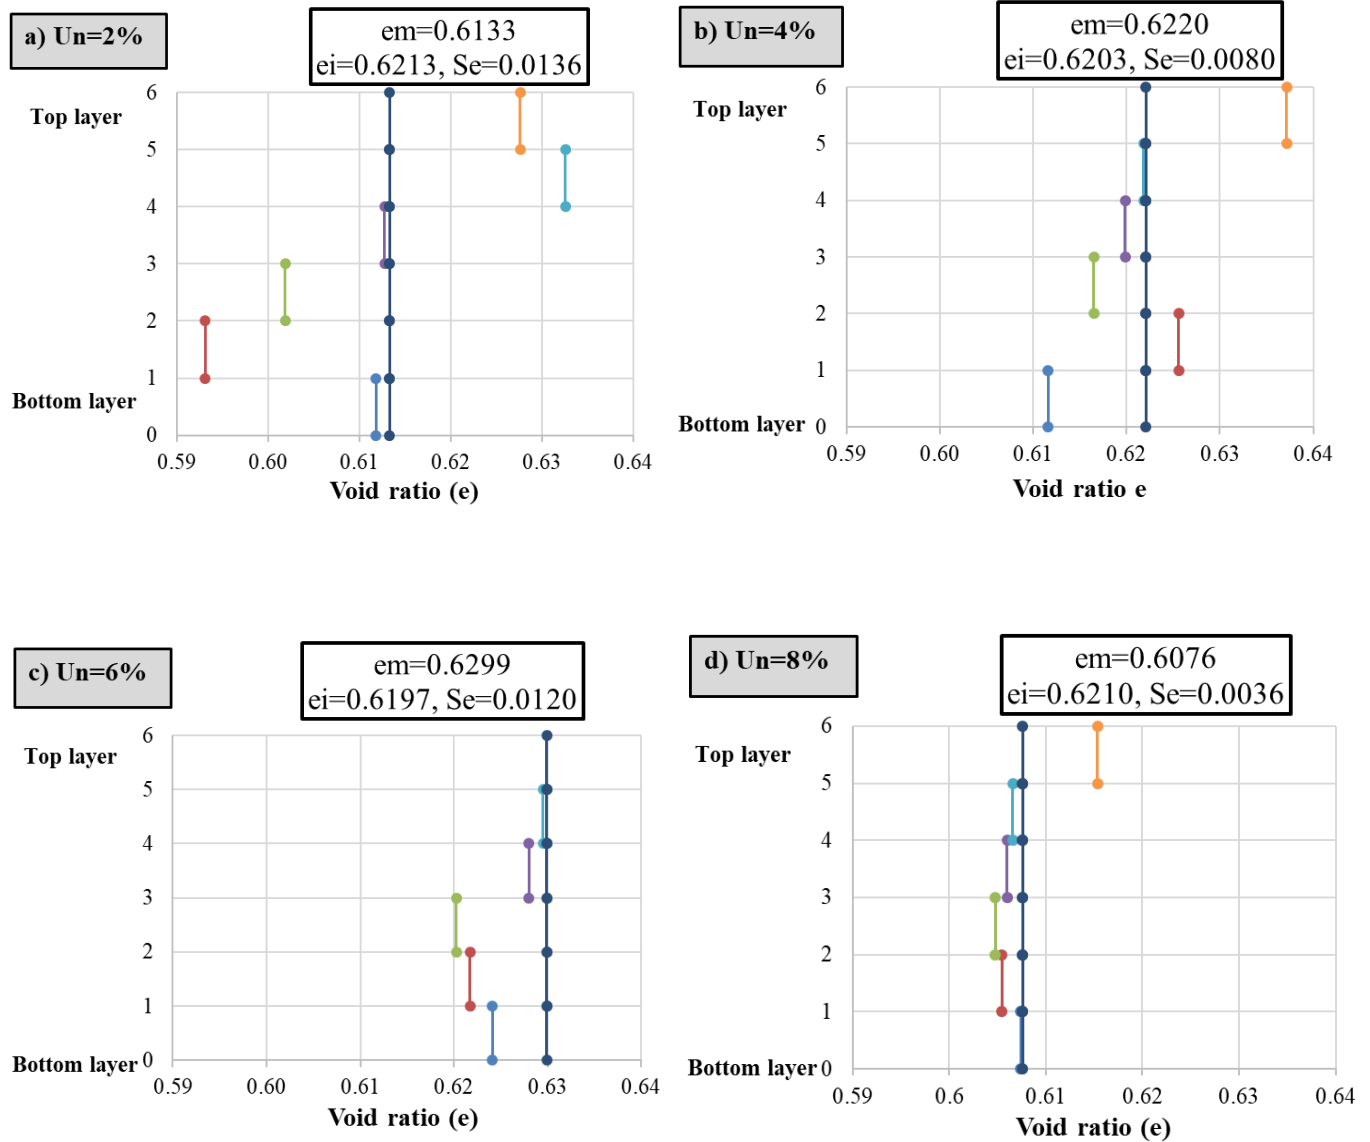 a) Un=2%
em=0.6133
ei=0.6213, Se=0.0136
6
Top layer
5
4
3
2
1
Bottom layer
0
0.59 0.60 0.61 0.62 0.63 0.64
Void ratio (e)
b) Un=4%
em=0.6220
ei=0.6203, Se=0.0080
6
Top layer
5
4
3
2
1
Bottom layer 0
0.59 0.60 0.61 0.62 0.63 0.64
Void ratio e
c) Un=6%
em=0.6299
ei=0.6197, Se=0.0120
6
Top layer
5
4
3
2
1
Bottom layer 0
0.59 0.60 0.61 0.62 0.63 0.64
Void ratio (e)
d) Un=8%
em=0.6076
ei=0.6210, Se=0.0036
6
Top layer
5
4
3
2
1
Bottom layer 0
0.59 0.6 0.61 0.62 0.63 0.64
Void ratio (e)